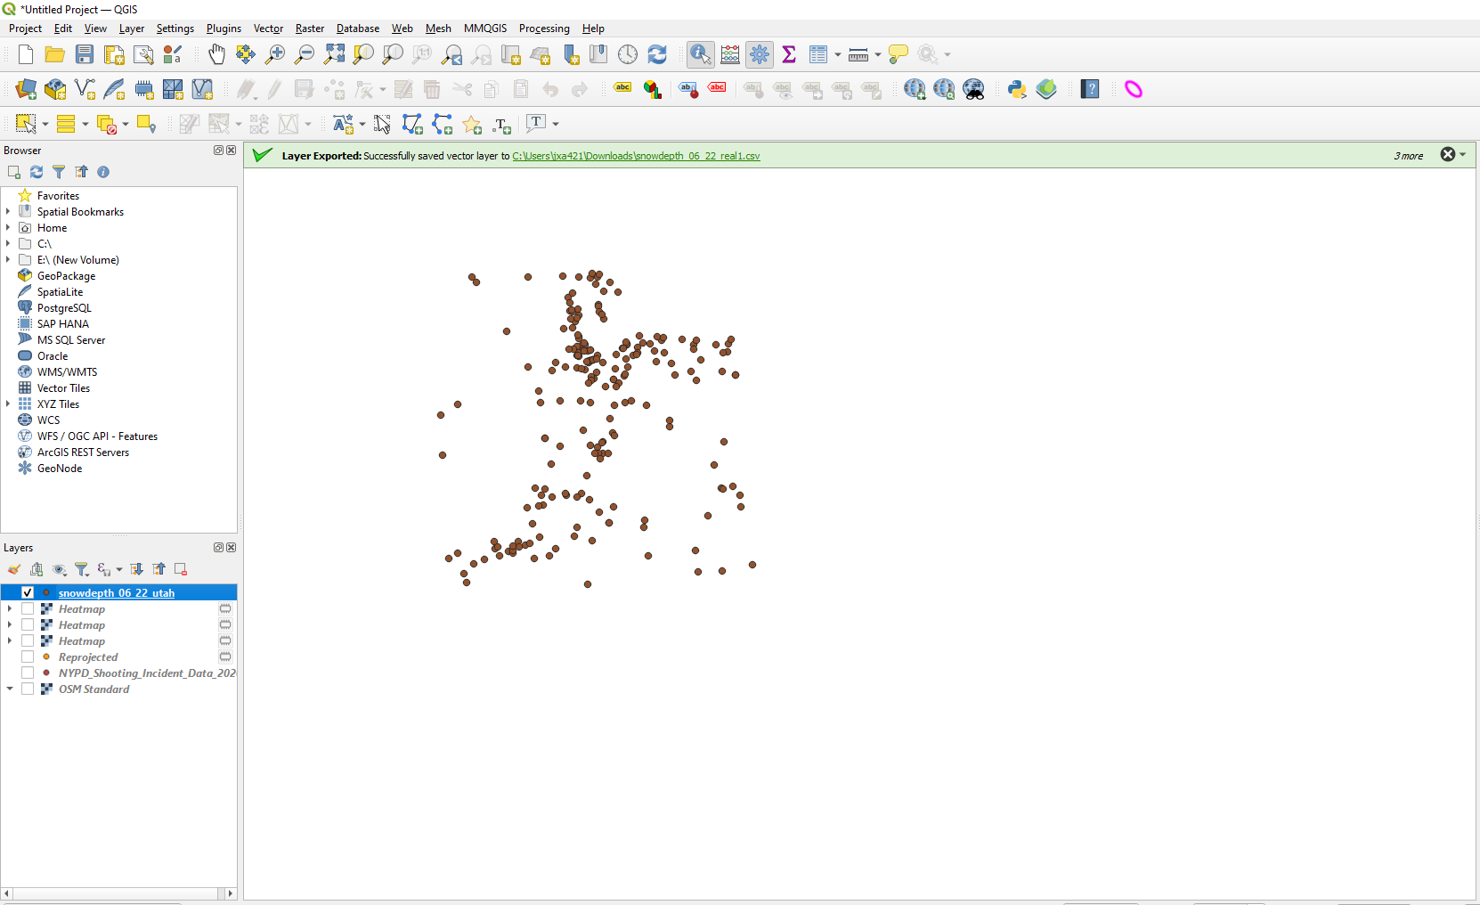 *Untitled Project — QGIS
Project Edit View Layer Settings Plugins Vector Raster Database Web Mesh MMQGIS Processing Help
Browser
Layer Exported: Successfully saved vector layer to C:\Users\jxa421\Downloads\snowdepth_06_22_real1.csv
3 more
Favorites
Spatial Bookmarks
Home
C:\
E:\ (New Volume)
GeoPackage
SpatiaLite
PostgreSQL
SAP HANA
MS SQL Server
Oracle
WMS/WMTS
Vector Tiles
XYZ Tiles
WCS
WFS / OGC API - Features
ArcGIS REST Servers
GeoNode
Layers
snowdepth_06_22_utah
Heatmap
Heatmap
Heatmap
Reprojected
NYPD_Shooting_Incident_Data_202
OSM Standard